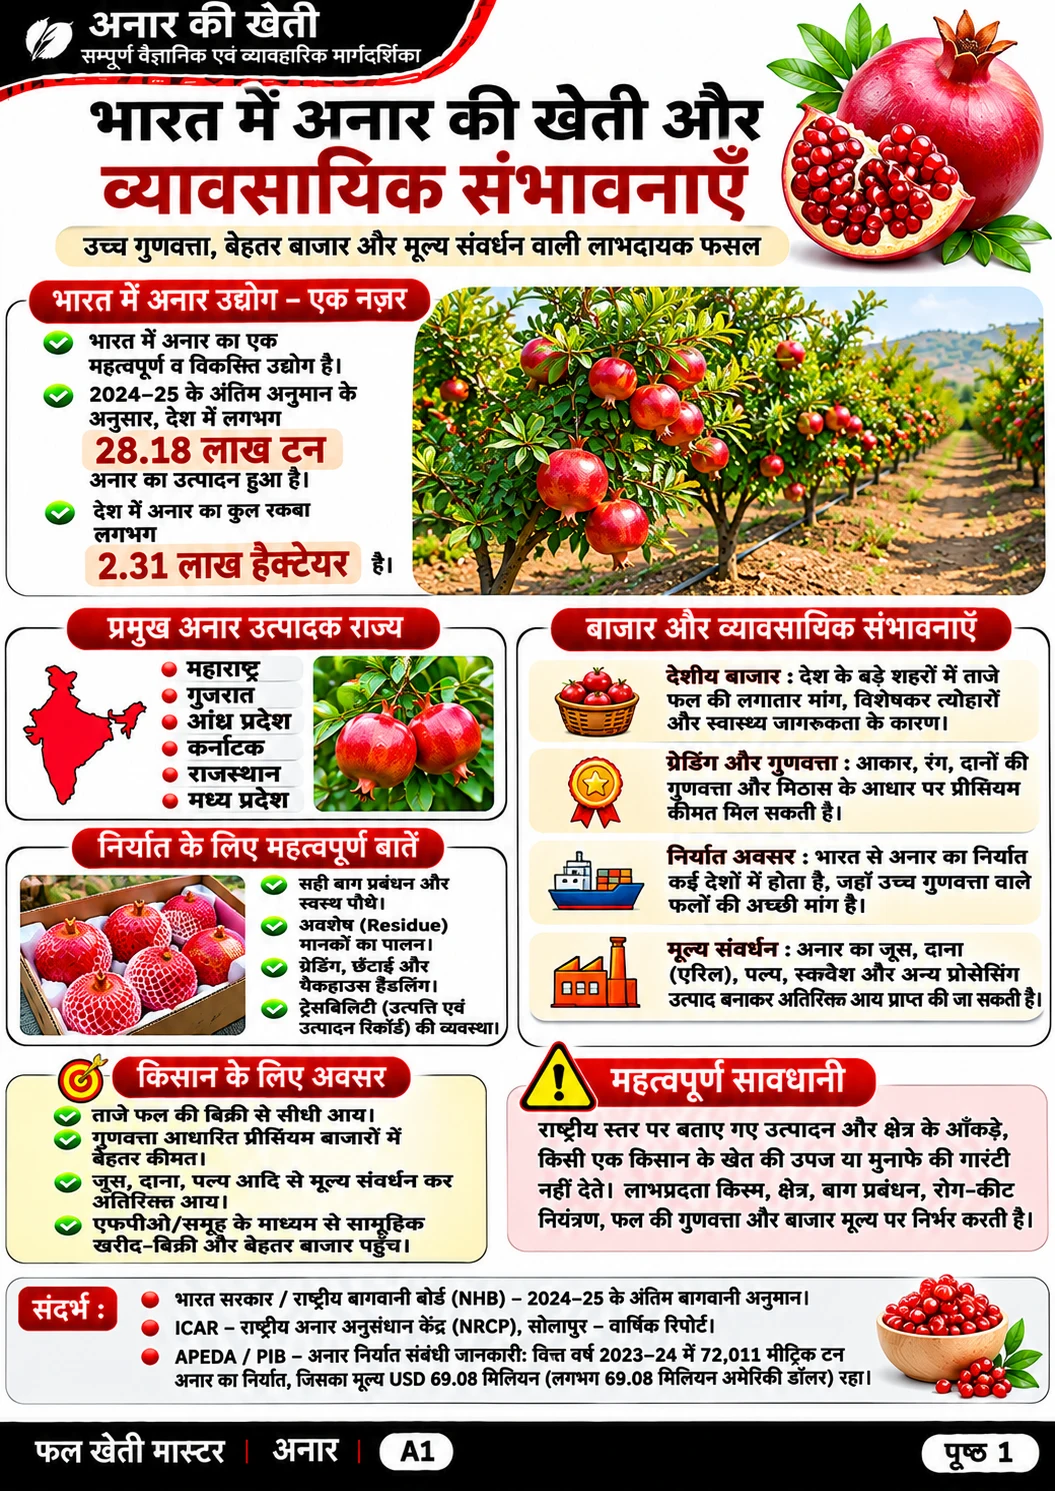 अनार की खेती
सम्पूर्ण वैज्ञानिक एवं व्यावहारिक मार्गदर्शिका
भारत में अनार की खेती और
व्यावसायिक संभावनाएँ
उच्च गुणवत्ता, बेहतर बाजार और मूल्य संवर्धन वाली लाभदायक फसल
भारत में अनार उद्योग – एक नज़र
भारत में अनार का एक
महत्वपूर्ण व विकसित उद्योग है।
2024–25 के अंतिम अनुमान के
अनुसार, देश में लगभग
28.18 लाख टन
अनार का उत्पादन हुआ है।
देश में अनार का कुल रकबा
लगभग
2.31 लाख हैक्टेयर है।
प्रमुख अनार उत्पादक राज्य
महाराष्ट्र
गुजरात
आंध्र प्रदेश
कर्नाटक
राजस्थान
मध्य प्रदेश
बाजार और व्यावसायिक संभावनाऍ
देशीय बाजार : देश के बड़े शहरों में ताजे
फल की लगातार मांग, विशेषकर त्योहारों
और स्वास्थ्य जागरूकता के कारण।
ग्रेडिंग और गुणवत्ता : आकार, रंग, दानों की
गुणवत्ता और मिठास के आधार पर प्रीसियम
कीमत मिल सकती है।
निर्यात अवसर : भारत से अनार का निर्यात
कई देशों में होता है, जहाॅ उच्च गुणवत्ता वाले
फलों की अच्छी मांग है।
मूल्य संवर्धन : अनार का जूस, दाना
(एरिल), पल्प, स्क्वैश और अन्य प्रोसेसिंग
उत्पाद बनाकर अतिरिक्त आय प्राप्त की जा सकती है।
निर्यात के लिए महत्वपूर्ण बातें
सही बाग प्रबंधन और
स्वस्थ पौधे।
अवशेष (Residue)
मानकों का पालन।
ग्रेडिंग, छँटाई और
यैकहाउस हैंडलिंग।
ट्रेसबिलिटी (उत्पत्ति एवं
उत्पादन रिकॉर्ड) की व्यवस्था।
किसान के लिए अवसर
ताजे फल की बिक्री से सीधी आय।
गुणवत्ता आधारित प्रीसियम बाजारों में
बेहतर कीमत।
जूस, दाना, पल्प आदि से मूल्य संवर्धन कर
अतिरिक्त आय।
एफपीओ/समूह के माध्यम से सामूहिक
खरीद–बिक्री और बेहतर बाजार पहुँच।
महत्वपूर्ण सावधानी
राष्ट्रीय स्तर पर बताए गए उत्पादन और क्षेत्र के आँकड़े,
किसी एक किसान के खेत की उपज या मुनाफे की गारंटी
नहीं देते। लाभप्रदता किस्म, क्षेत्र, बाग प्रबंधन, रोग–कीट
नियंत्रण, फल की गुणवत्ता और बाजार मूल्य पर निर्भर करती है।
संदर्भ :
भारत सरकार / राष्ट्रीय बागवानी बोर्ड (NHB) – 2024–25 के अंतिम बागवानी अनुमान।
ICAR – राष्ट्रीय अनार अनुसंधान केंद्र (NRCP), सोलापुर – वार्षिक रिपोर्ट।
APEDA / PIB – अनार निर्यात संबंधी जानकारी: वित्त वर्ष 2023–24 में 72,011 मीट्रिक टन
अनार का निर्यात, जिसका मूल्य USD 69.08 मिलियन (लगभग 69.08 मिलियन अमेरिकी डॉलर) रहा।
फल खेती मास्टर | अनार | A1
पृष्ठ 1